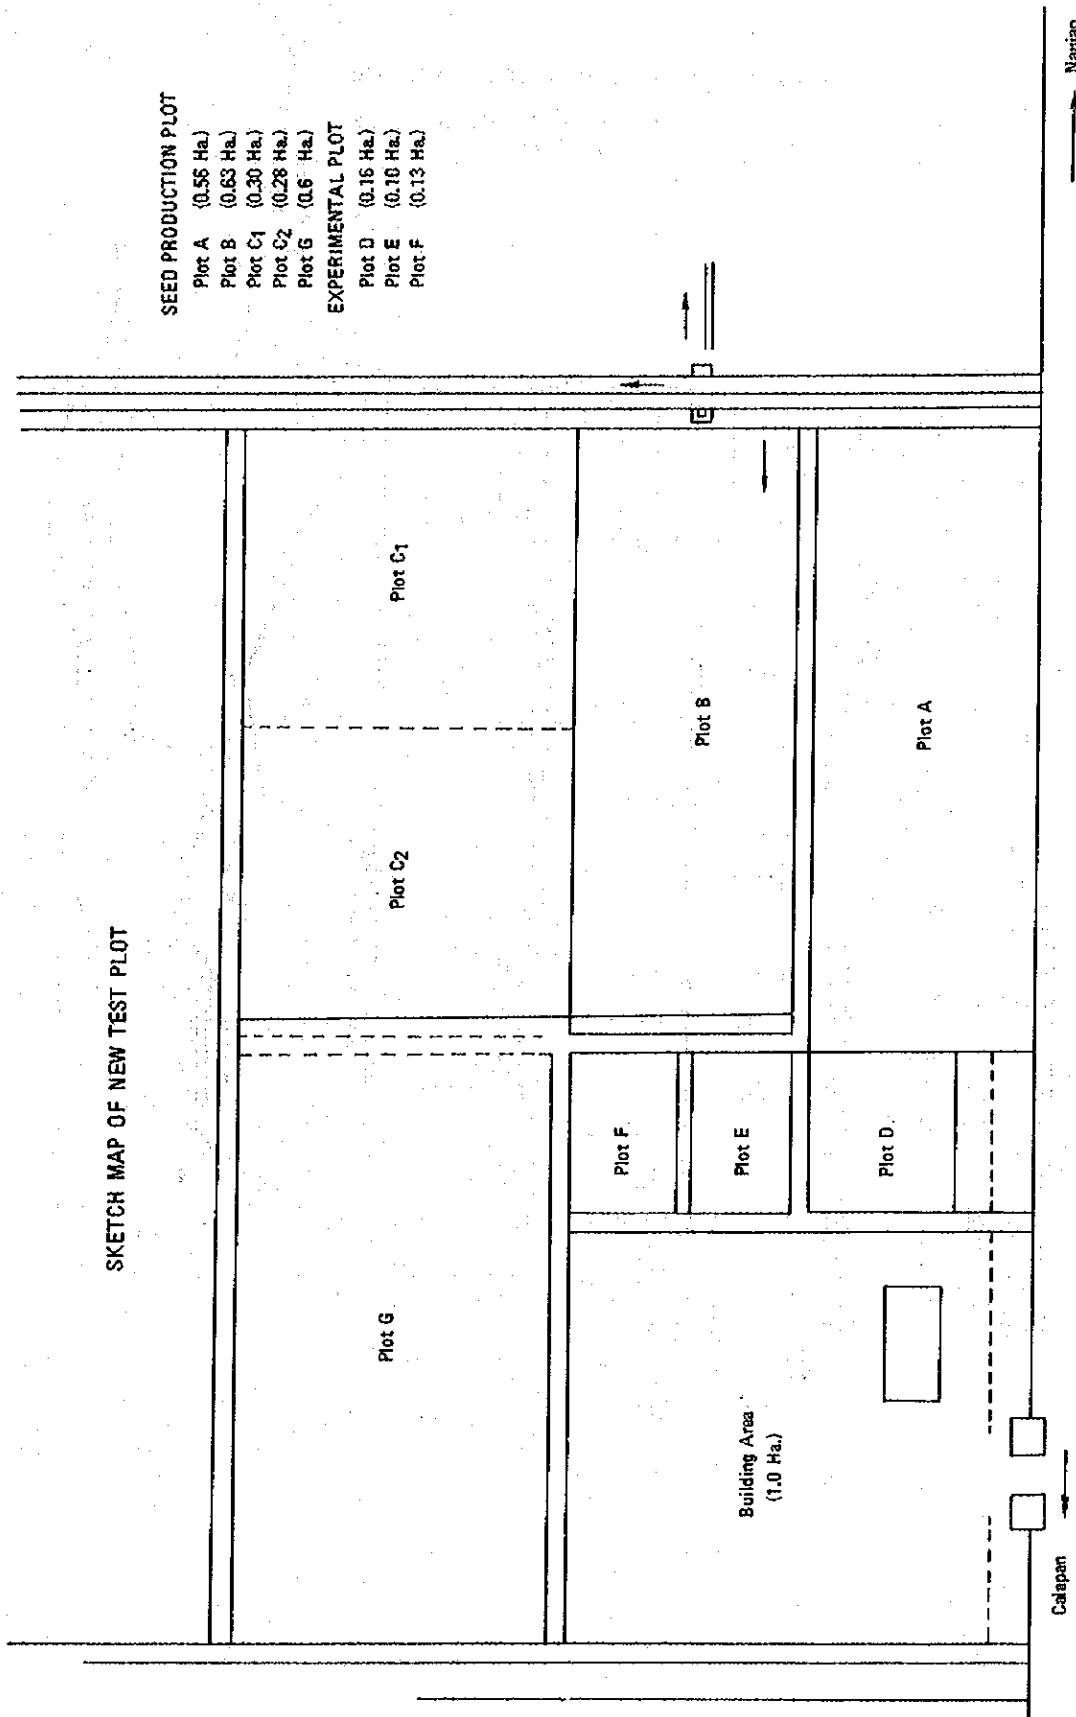 SKETCH MAP OF NEW TEST PLOT
SEED PRODUCTION PLOT
Plot A (0.56 Ha.)
Plot B (0.63 Ha.)
Plot C1 (0.30 Ha.)
Plot C2 (0.28 Ha.)
Plot G (0.6 Ha.)
EXPERIMENTAL PLOT
Plot D (0.16 Ha.)
Plot E (0.10 Ha.)
Plot F (0.13 Ha.)
Plot G
Plot C2
Plot C1
Plot F
Plot E
Plot D
Plot B
Plot A
Building Area
(1.0 Ha.)
Calapan